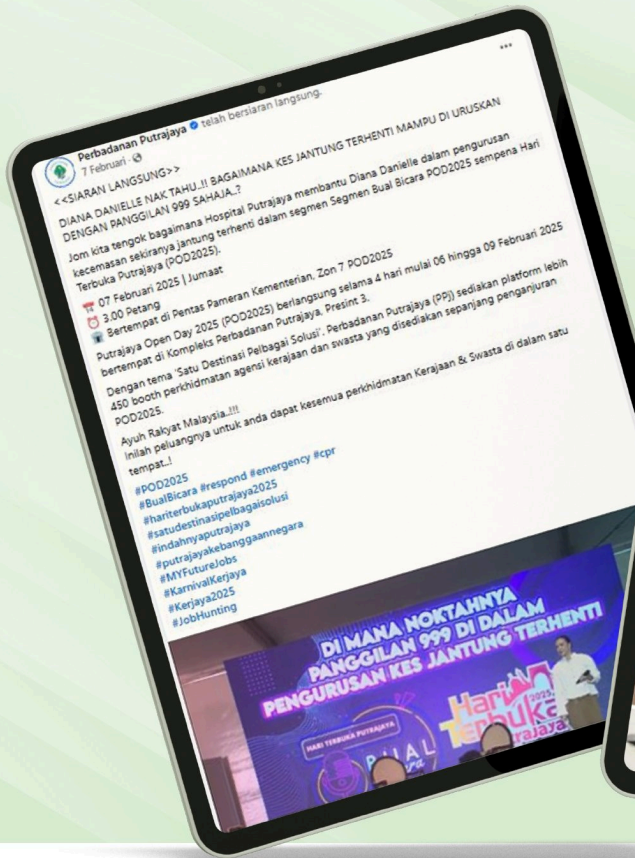 Perbadanan Putrajaya telah bersiaran langsung.
7 Februari
<<SIARAN LANGSUNG>>
DIANA DANIELLE NAK TAHU..!! BAGAIMANA KES JANTUNG TERHENTI MAMPU DI URUSKAN
DENGAN PANGGILAN 999 SAHAJA..?
Jom kita tengok bagaimana Hospital Putrajaya membantu Diana Danielle dalam pengurusan
kecemasan sekiranya jantung terhenti dalam segmen Segmen Bual Bicara POD2025 sempena Hari
Terbuka Putrajaya (POD2025).
07 Februari 2025 | Jumaat
3.00 Petang
Bertempat di Pentas Pameran Kementerian, Zon 7 POD2025
Putrajaya Open Day 2025 (POD2025) berlangsung selama 4 hari mulai 06 hingga 09 Februari 2025
bertempat di Kompleks Perbadanan Putrajaya, Presint 3.
Dengan tema 'Satu Destinasi Pelbagai Solusi'. Perbadanan Putrajaya (PPj) sediakan platform lebih
450 booth perkhidmatan agensi kerajaan dan swasta yang disediakan sepanjang penganjuran
POD2025.
Ayuh Rakyat Malaysia..!!!
Inilah peluangnya untuk anda dapat kesemua perkhidmatan Kerajaan & Swasta di dalam satu
tempat..!
#POD2025
#BualBicara #respond #emergency #cpr
#hariterbukaputrajaya2025
#satudestinasipelbagaisolusi
#indahnyaputrajaya
#putrajayakebanggaannegara
#MYFutureJobs
#KarnivalKerjaya
#Kerjaya2025
#JobHunting
DI MANA NOKTAHNYA
PANGGILAN 999 DI DALAM
PENGURUSAN KES JANTUNG TERHENTI
HARI TERBUKA PUTRAJAYA
Hari
Terbuka
2025